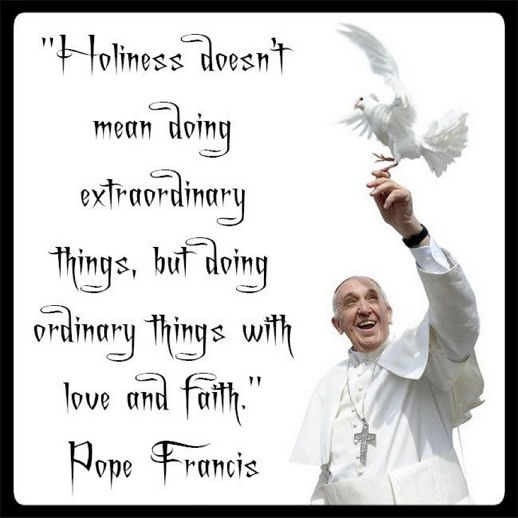 "Holiness doesn't
mean doing
extraordinary
things, but doing
ordinary things with
love and faith."
Pope Francis